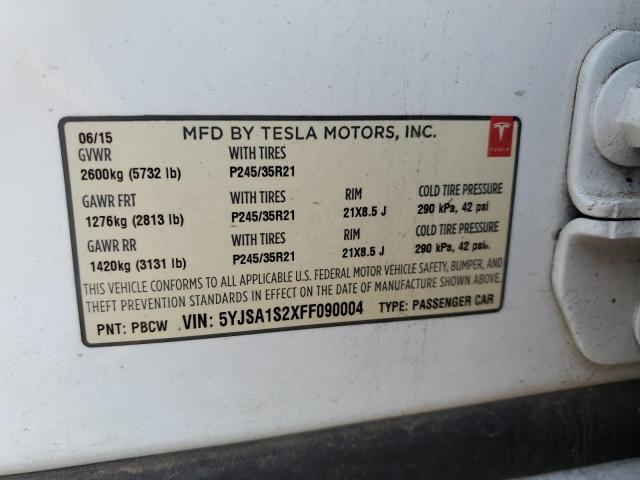 06/15 MFD BY TESLA MOTORS, INC.
TESLA
GVWR WITH TIRES
2600kg (5732 lb) P245/35R21
GAWR FRT WITH TIRES RIM COLD TIRE PRESSURE
1276kg (2813 lb) P245/35R21 21X8.5 J 290 kPa, 42 psi
GAWR RR WITH TIRES RIM COLD TIRE PRESSURE
1420kg (3131 lb) P245/35R21 21X8.5 J 290 kPa, 42 psi
THIS VEHICLE CONFORMS TO ALL APPLICABLE U.S. FEDERAL MOTOR VEHICLE SAFETY, BUMPER, AND
THEFT PREVENTION STANDARDS IN EFFECT ON THE DATE OF MANUFACTURE SHOWN ABOVE.
PNT: PBCW VIN: 5YJSA1S2XFF090004 TYPE: PASSENGER CAR